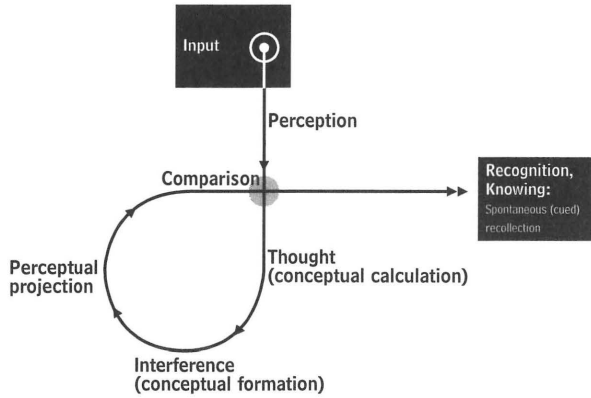 Input
Perception
Comparison
Recognition,
Knowing:
Spontaneous (cued)
recollection
Thought
(conceptual calculation)
Perceptual
projection
Interference
(conceptual formation)